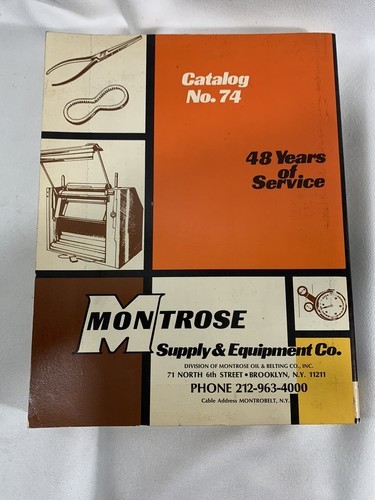 Catalog
No. 74
48 Years
of
Service
MONTROSE
Supply & Equipment Co.
DIVISION OF MONTROSE OIL & BELTING CO., INC.
71 NORTH 6th STREET • BROOKLYN, N.Y. 11211
PHONE 212-963-4000
Cable Address MONTROBELT, N.Y.